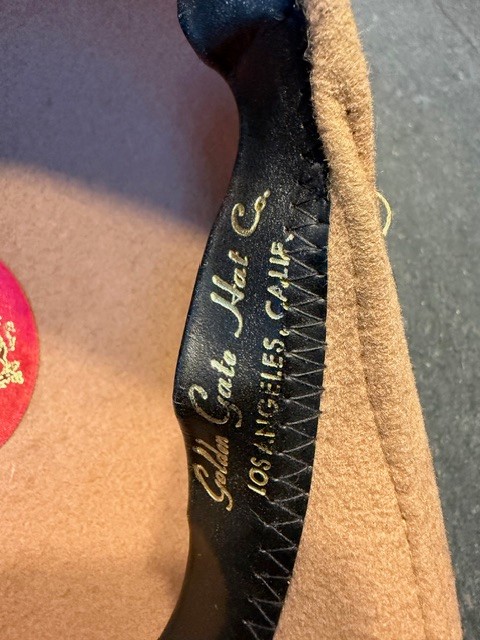 Golden Gate Hat Co.
LOS ANGELES, CALIF.